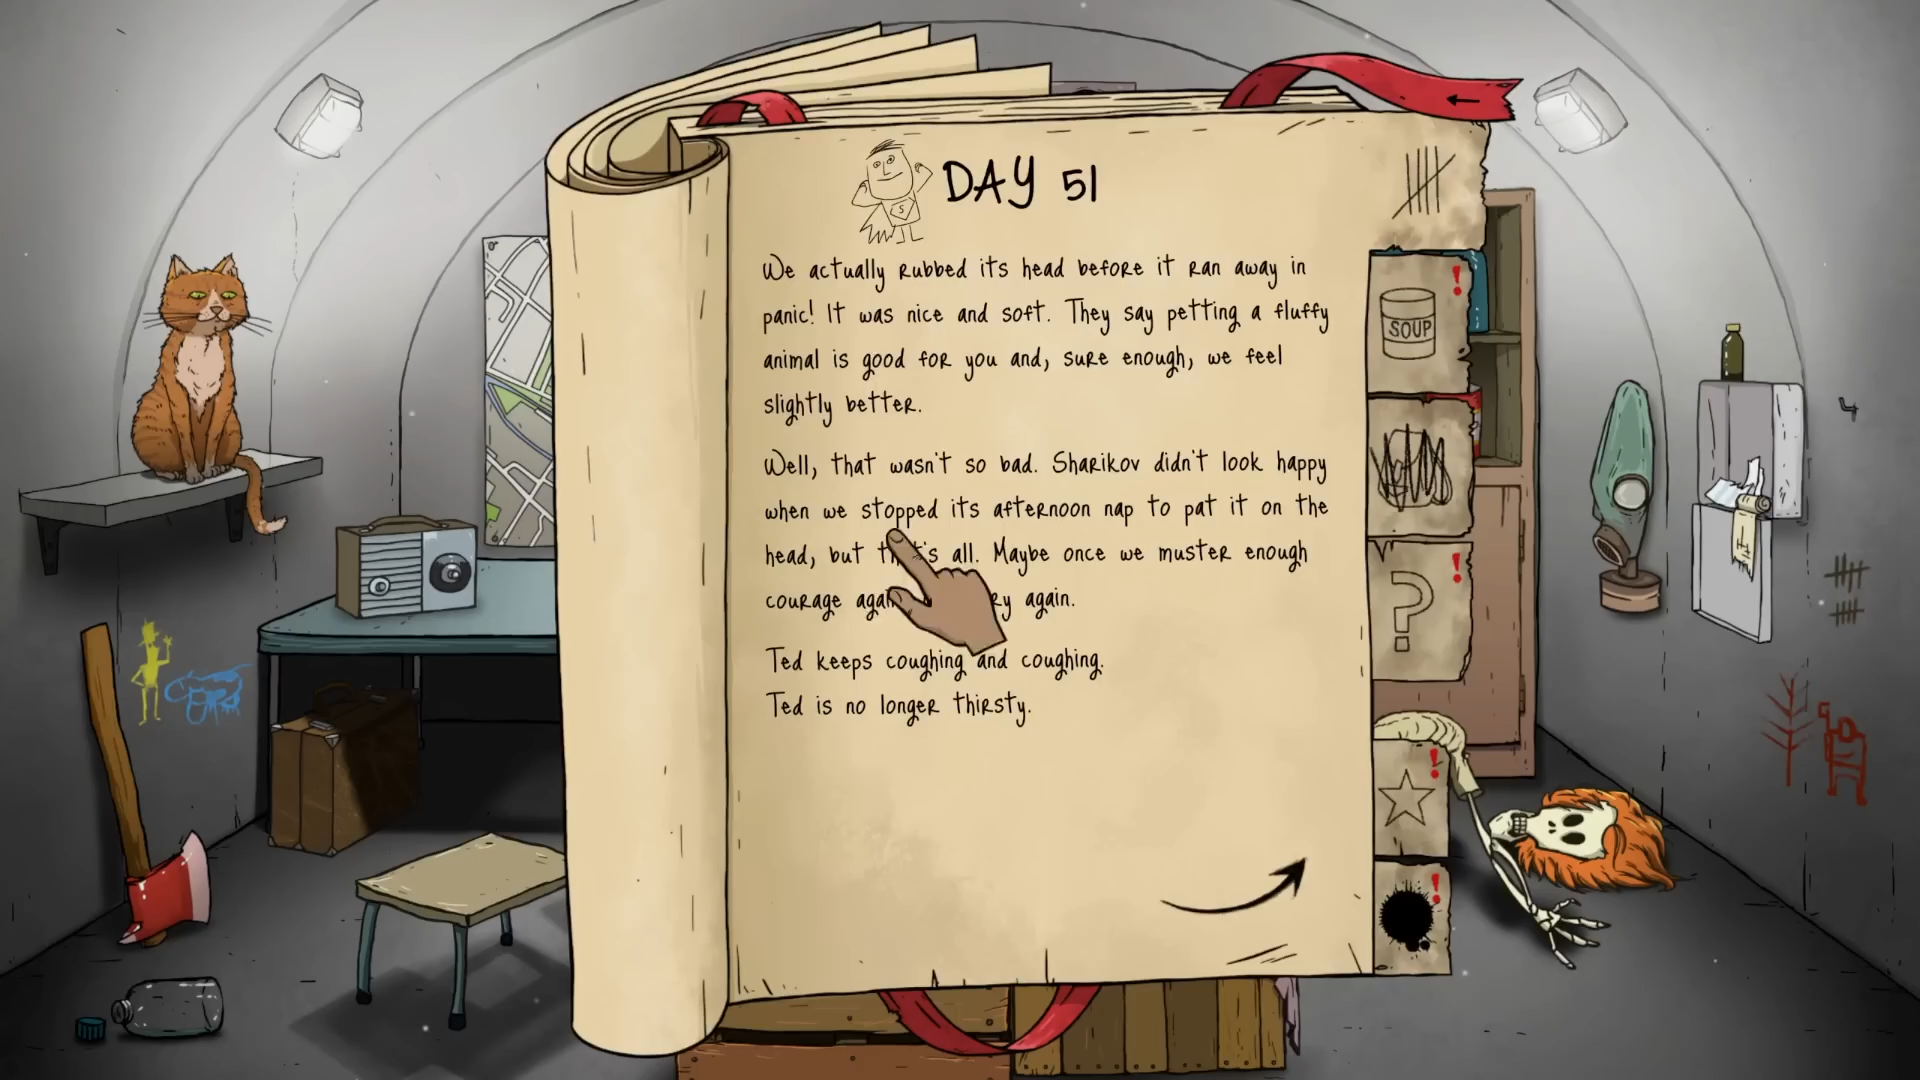 DAY 51
We actually rubbed its head before it ran away in
panic! It was nice and soft. They say petting a fluffy
animal is good for you and, sure enough, we feel
slightly better.
Well, that wasn't so bad. Sharikov didn't look happy
when we stopped its afternoon nap to pat it on the
head, but that's all. Maybe once we muster enough
courage again try again.
Ted keeps coughing and coughing.
Ted is no longer thirsty.
!
SOUP
!
?
!
!
S